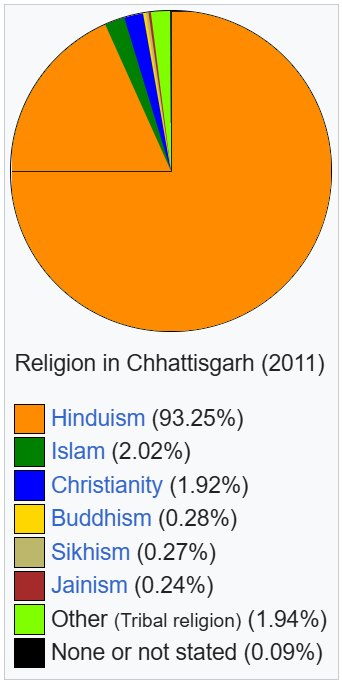 Religion in Chhattisgarh (2011)
Hinduism (93.25%)
Islam (2.02%)
Christianity (1.92%)
Buddhism (0.28%)
Sikhism (0.27%)
Jainism (0.24%)
Other (Tribal religion) (1.94%)
None or not stated (0.09%)